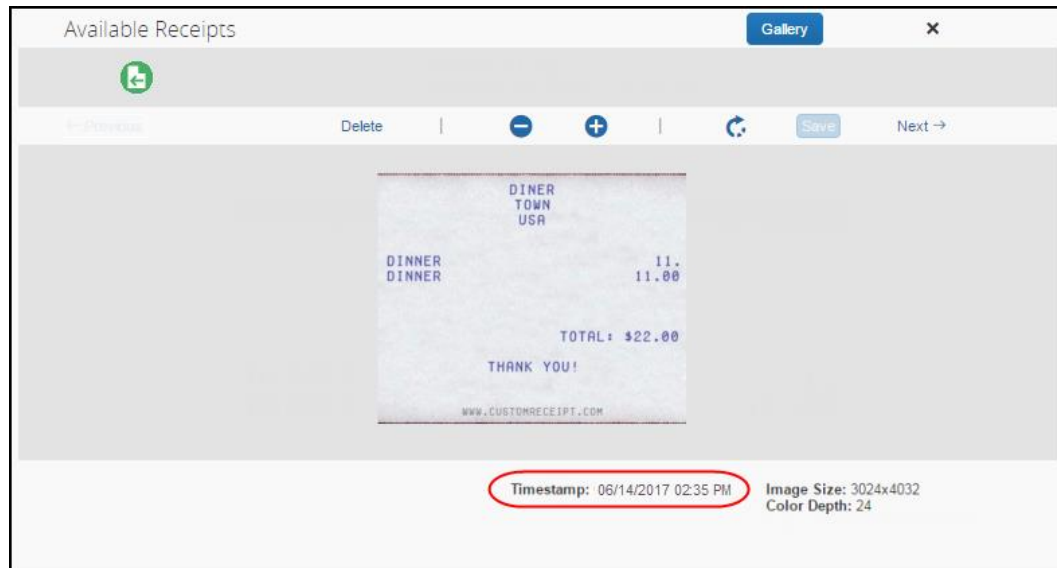 Available Receipts Gallery ×
← Previous Delete | | Save Next →
DINER
TOWN
USA
DINNER 11.
DINNER 11.00
TOTAL: $22.00
THANK YOU!
WWW.CUSTOMRECEIPT.COM
Timestamp: 06/14/2017 02:35 PM Image Size: 3024x4032
Color Depth: 24